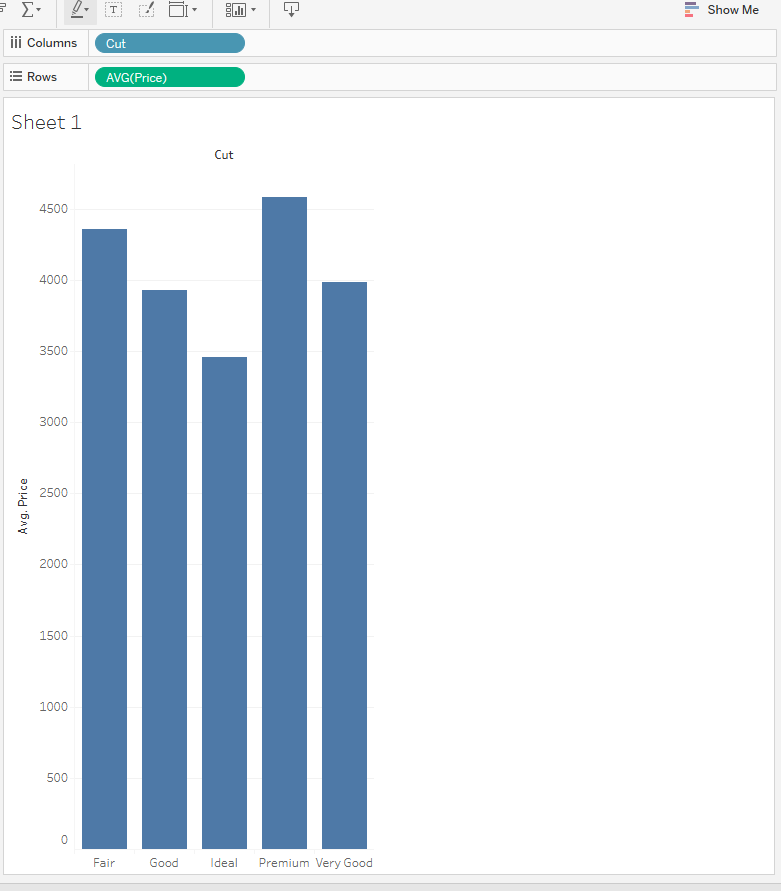 Show Me
Columns Cut
Rows AVG(Price)
Sheet 1
Cut
Avg. Price
4500
4000
3500
3000
2500
2000
1500
1000
500
0
Fair Good Ideal Premium Very Good